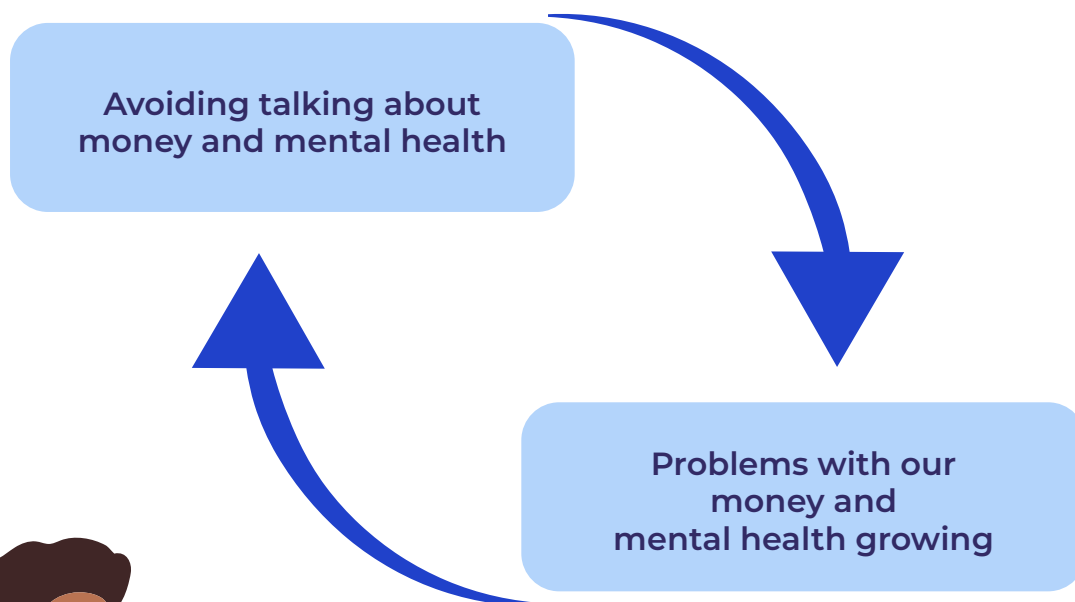 Avoiding talking about
money and mental health
Problems with our
money and
mental health growing